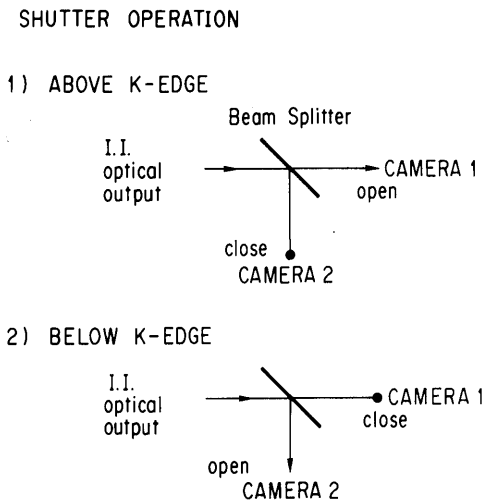 SHUTTER OPERATION
1) ABOVE K-EDGE
Beam Splitter
I.I.
optical
output
CAMERA 1
open
close
CAMERA 2
2) BELOW K-EDGE
I.I.
optical
output
CAMERA 1
close
open
CAMERA 2